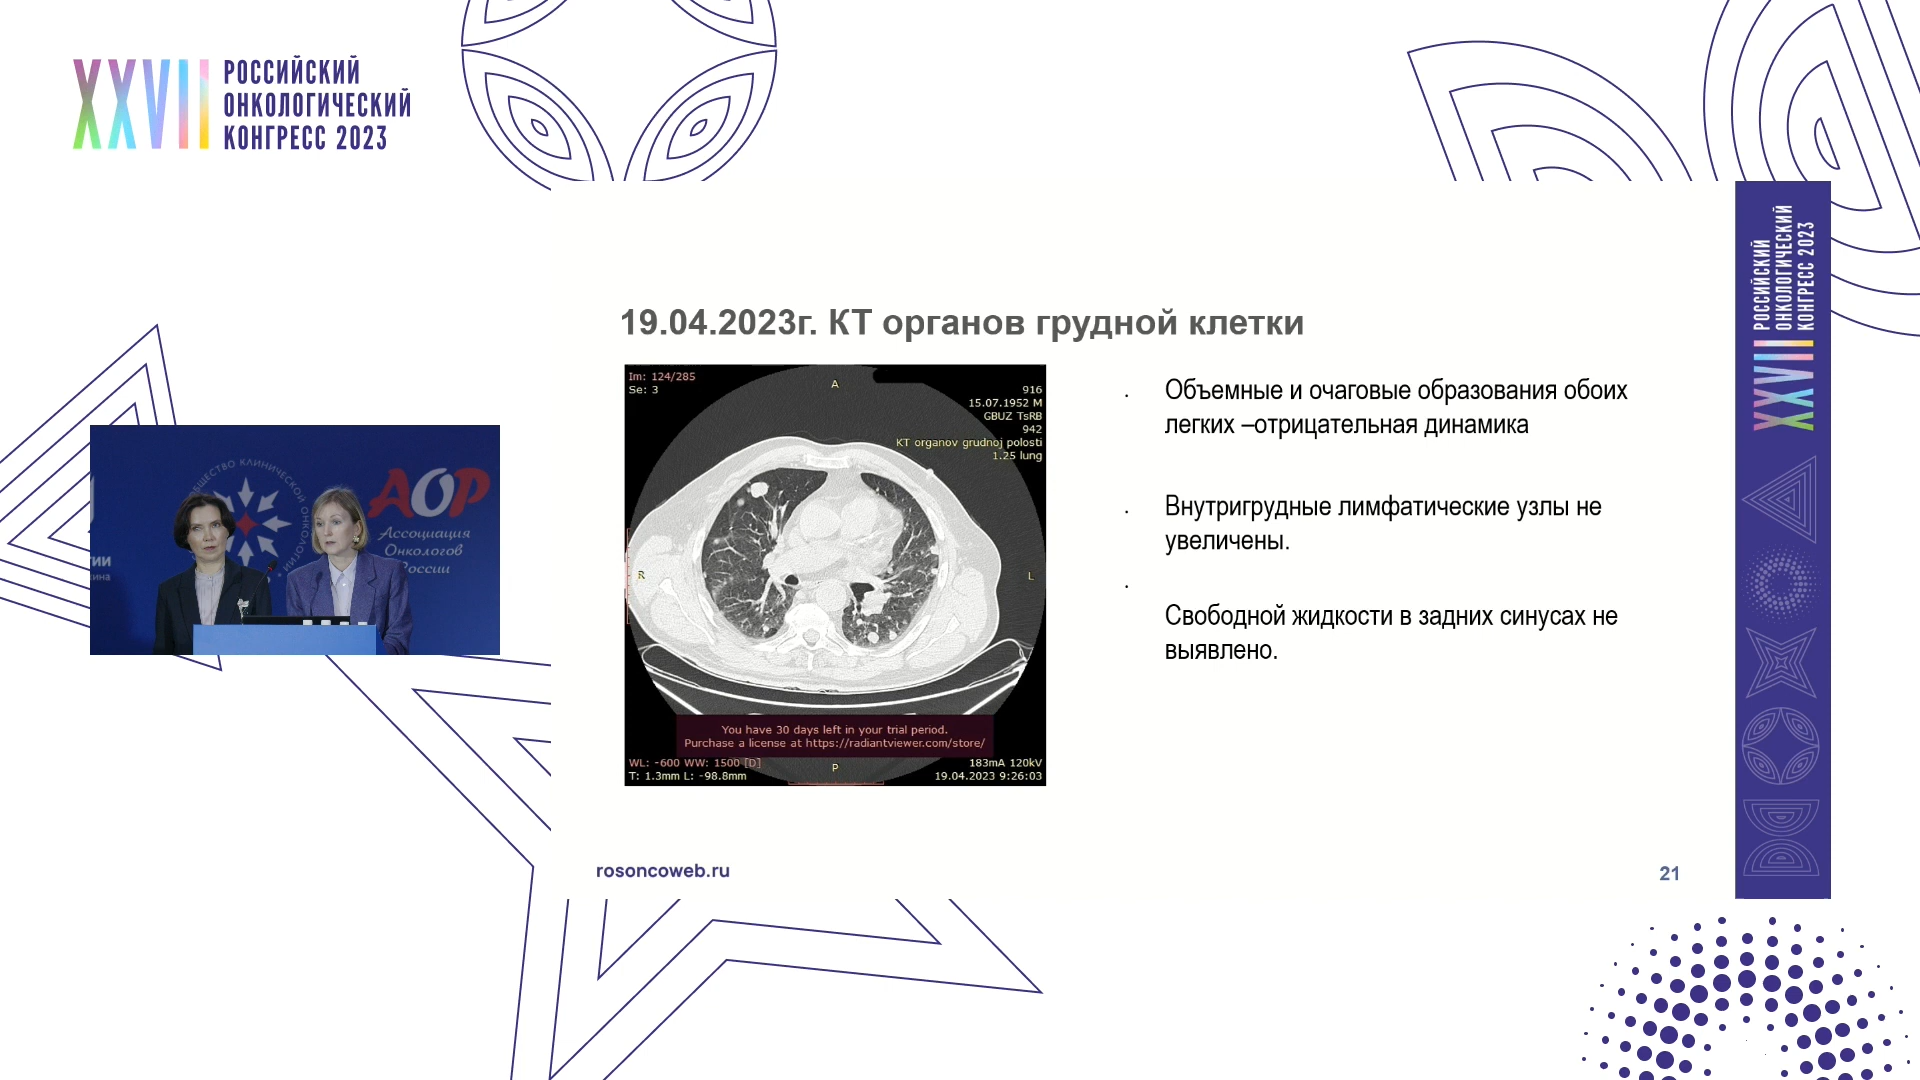 XXVII
РОССИЙСКИЙ
ОНКОЛОГИЧЕСКИЙ
КОНГРЕСС 2023
ОБЩЕСТВО КЛИНИЧЕСКОЙ ОНКОЛОГИИ
АОР
Ассоциация
Онкологов
России
19.04.2023г. КТ органов грудной клетки
Im: 124/285
Se: 3
A
916
15.07.1952 M
GBUZ TsRB
942
KT organov grudnoj polosti
1.25 lung
R
L
You have 30 days left in your trial period.
Purchase a license at https://radiantviewer.com/store/
WL: -600 WW: 1500 [D]
T: 1.3mm L: -98.8mm
P
183mA 120kV
19.04.2023 9:26:03
Объемные и очаговые образования обоих
легких –отрицательная динамика
Внутригрудные лимфатические узлы не
увеличены.
Свободной жидкости в задних синусах не
выявлено.
rosoncoweb.ru
21
XXVII
РОССИЙСКИЙ
ОНКОЛОГИЧЕСКИЙ
КОНГРЕСС 2023